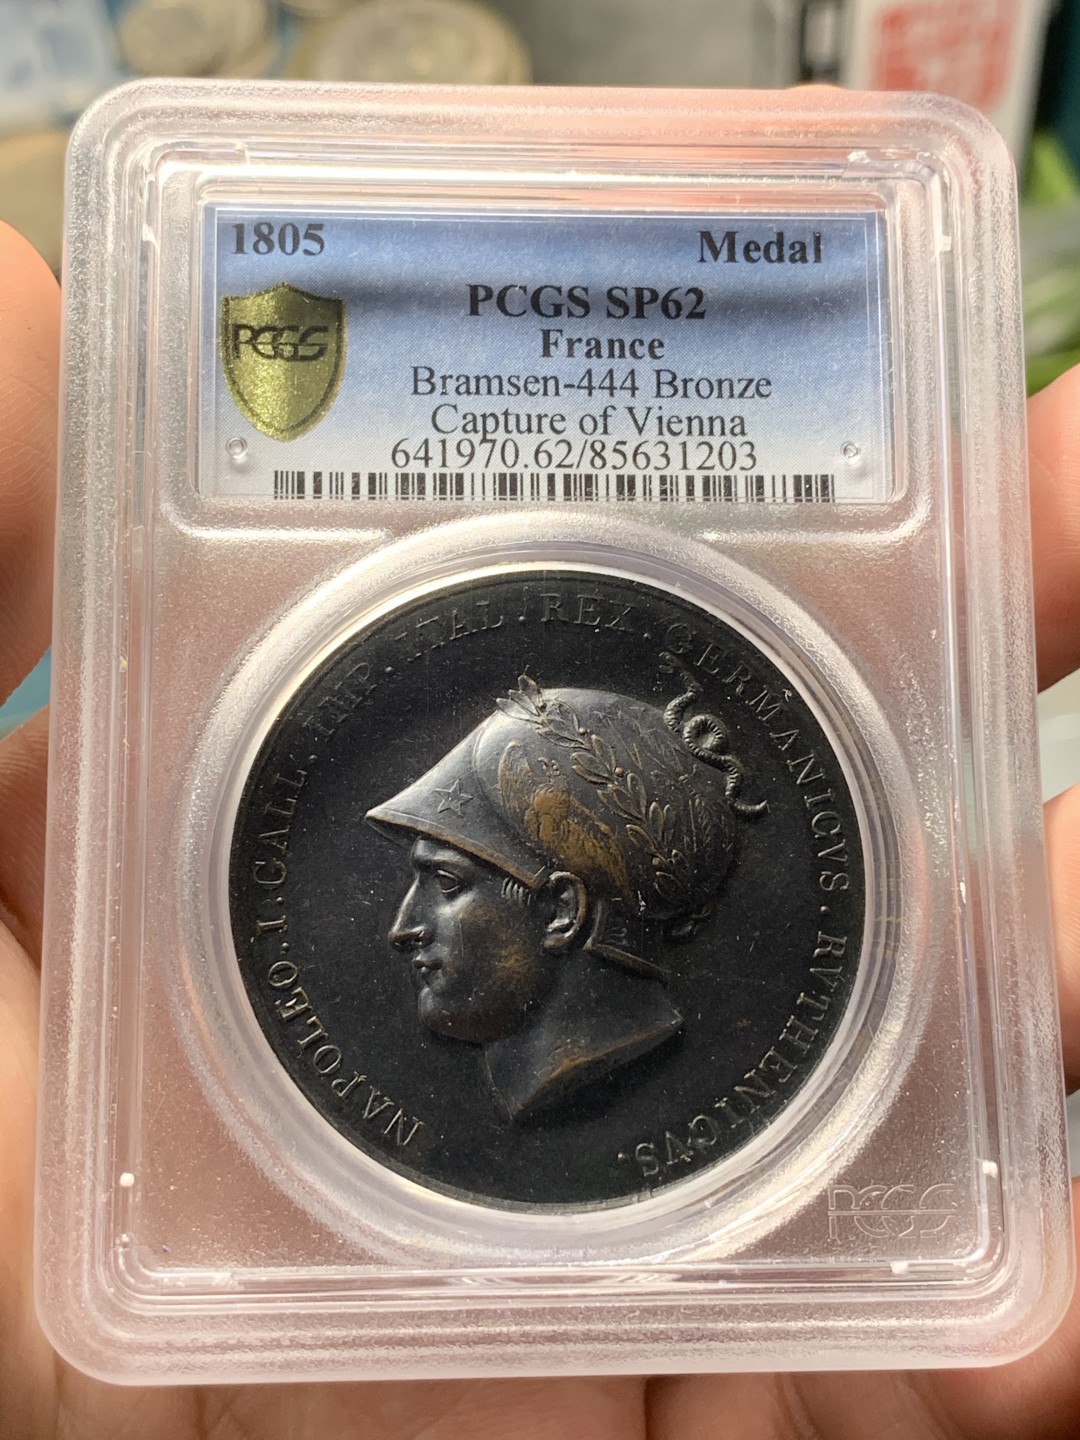 1805 Medal
PCGS
PCGS SP62
France
Bramsen-444 Bronze
Capture of Vienna
641970.62/85631203
NAPOLEO.I.GALL.IMP.ITAL.REX.GERMANICVS.RVTHENICVS.
PCGS